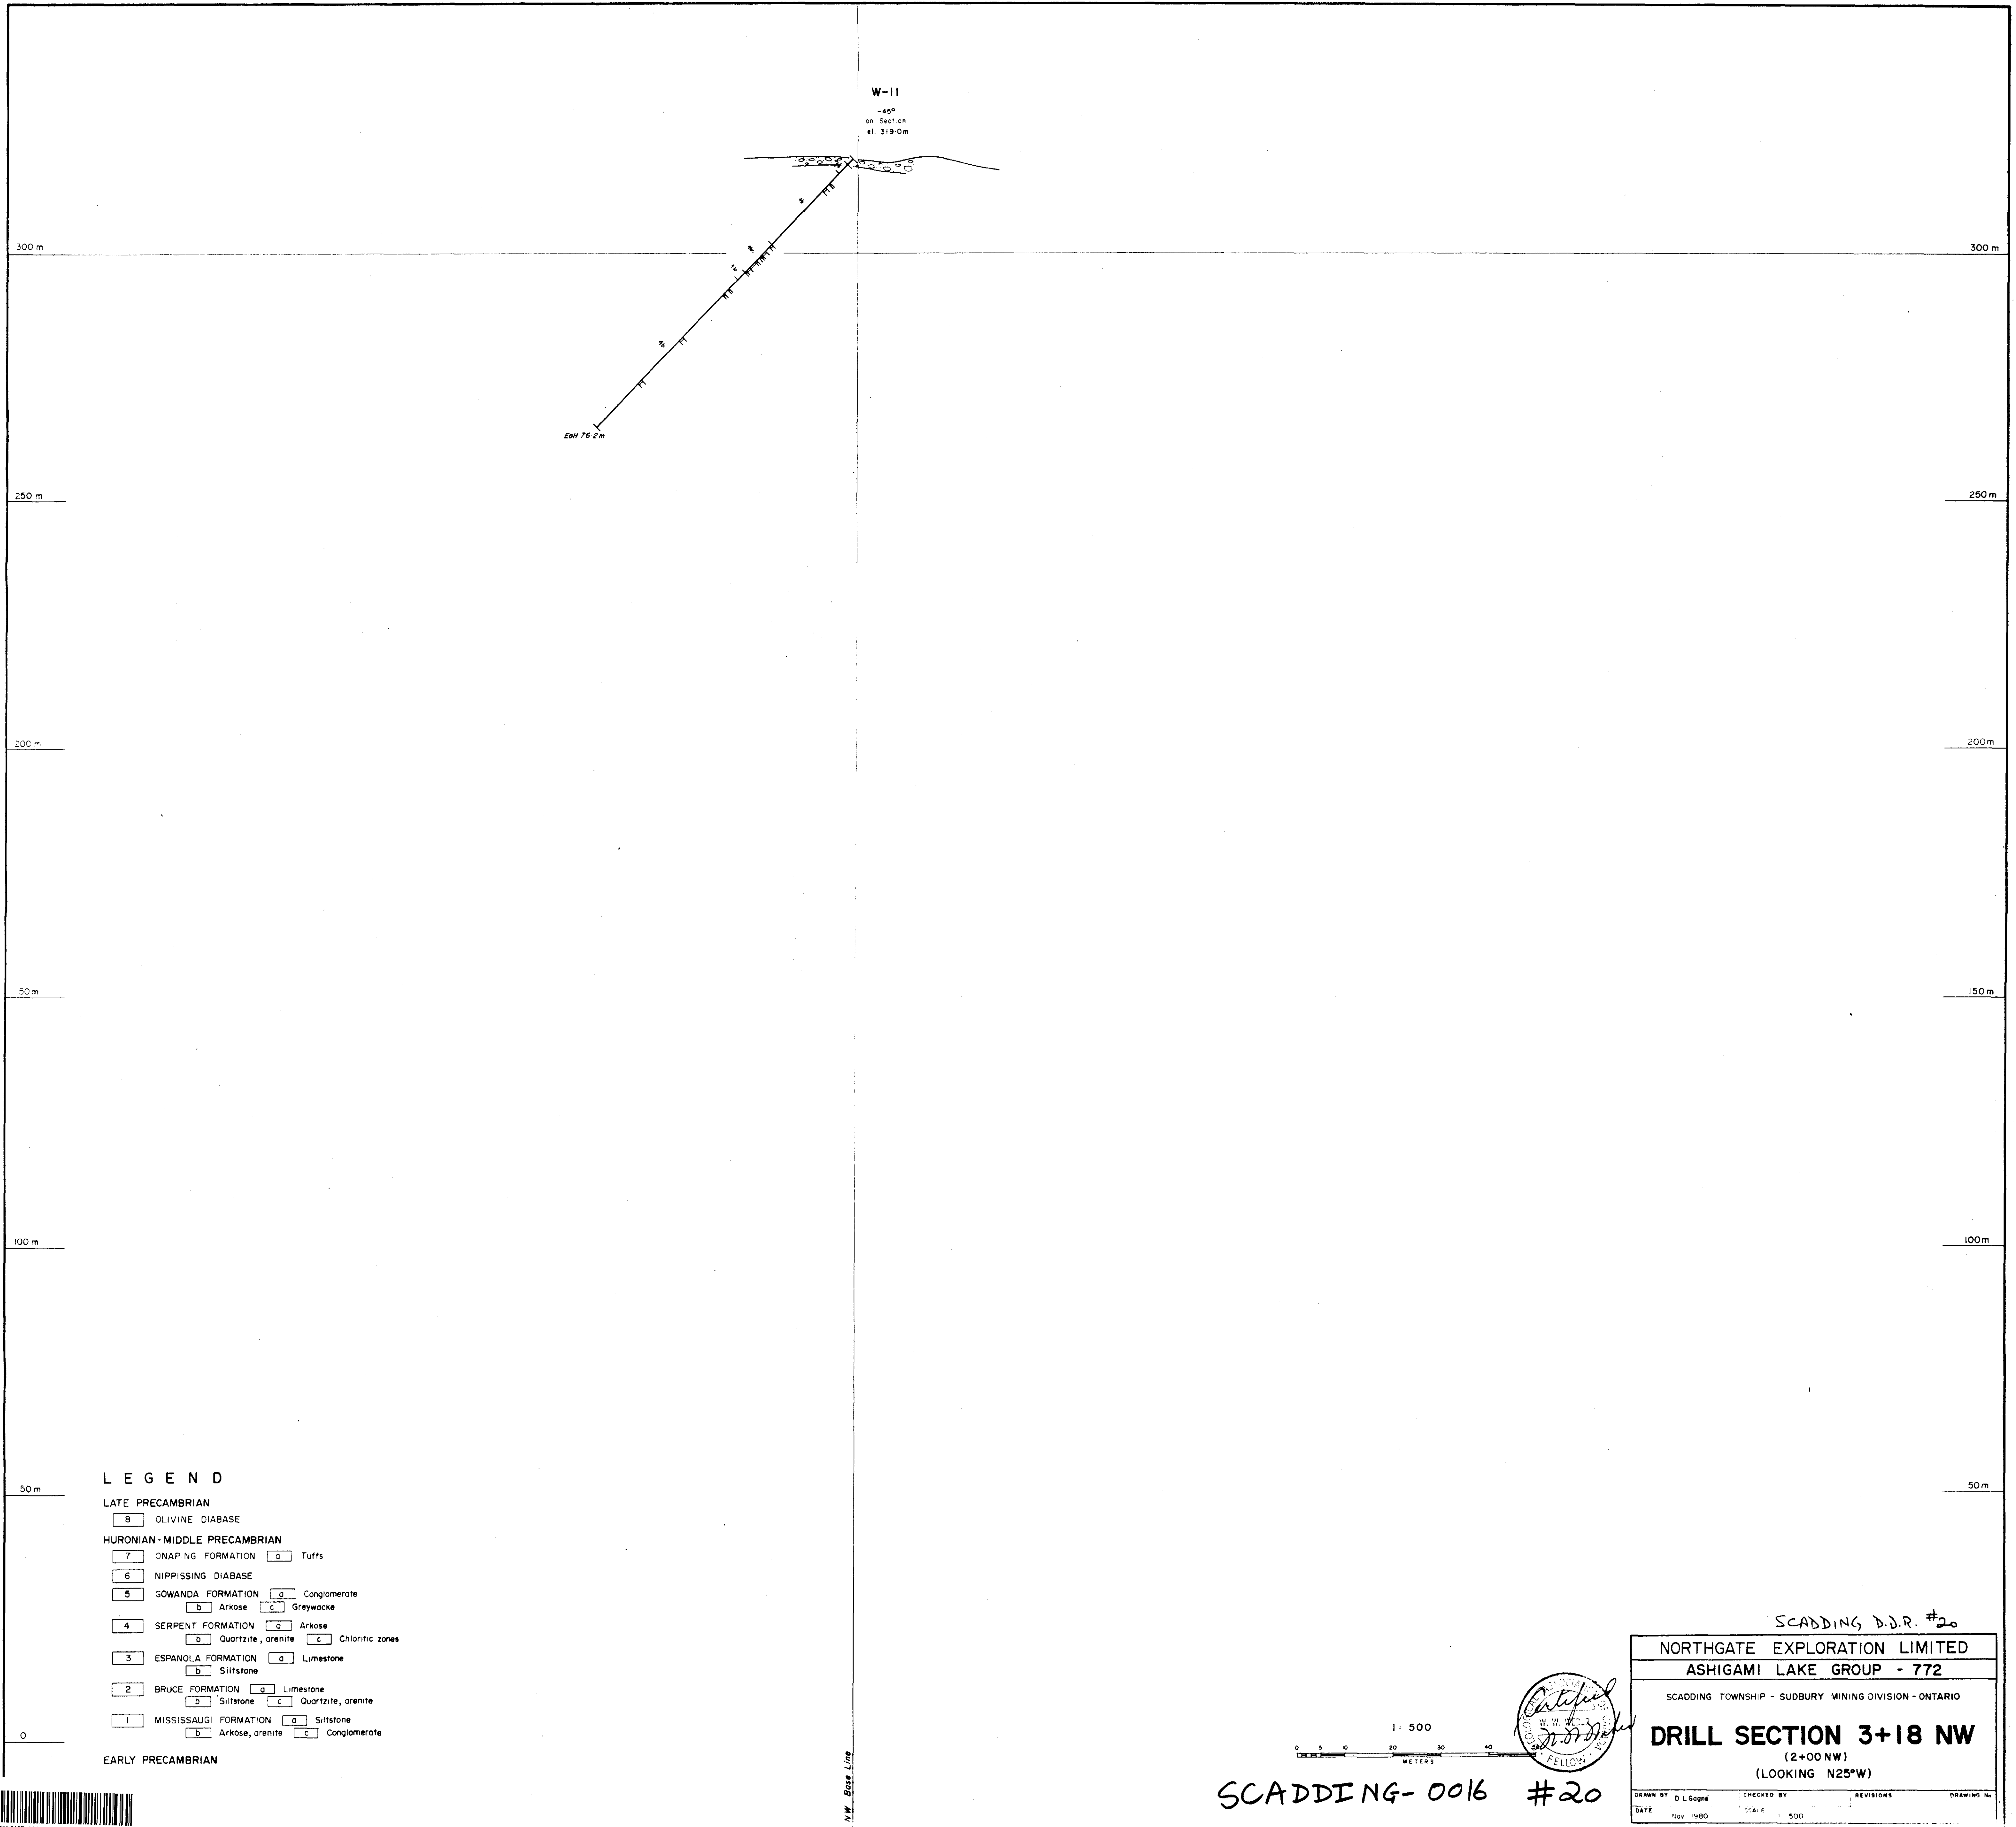 W-11
-45°
on Section
el. 319·0m
300 m
300 m
EoH 76·2m
250 m
250 m
200 m
200m
50 m
150m
100 m
100m
50 m
50m
0
LEGEND
LATE PRECAMBRIAN
8 OLIVINE DIABASE
HURONIAN - MIDDLE PRECAMBRIAN
7 ONAPING FORMATION a Tuffs
6 NIPPISSING DIABASE
5 GOWANDA FORMATION a Conglomerate
b Arkose c Greywacke
4 SERPENT FORMATION a Arkose
b Quartzite, arenite c Chloritic zones
3 ESPANOLA FORMATION a Limestone
b Siltstone
2 BRUCE FORMATION a Limestone
b Siltstone c Quartzite, arenite
1 MISSISSAUGI FORMATION a Siltstone
b Arkose, arenite c Conglomerate
EARLY PRECAMBRIAN
NW Base Line
1: 500
0 5 10 20 30 40
METERS
Certified
FELLOW
SCADDING-0016 #20
SCADDING D.D.R. #20
NORTHGATE EXPLORATION LIMITED
ASHIGAMI LAKE GROUP - 772
SCADDING TOWNSHIP - SUDBURY MINING DIVISION - ONTARIO
DRILL SECTION 3+18 NW
(2+00 NW)
(LOOKING N25°W)
DRAWN BY D L Gagné CHECKED BY REVISIONS DRAWING No
DATE Nov 1980 SCALE 1 500